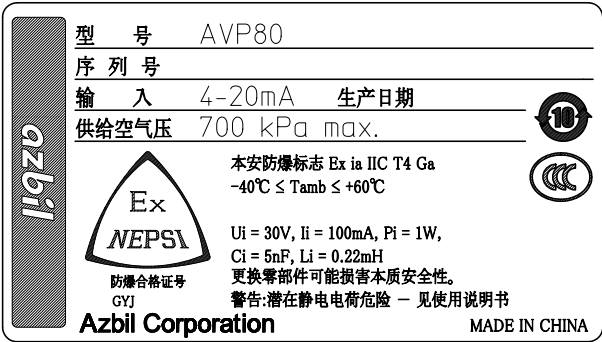 azbil
型 号 AVP80
序 列 号
输 入 4-20mA 生产日期
供给空气压 700 kPa max.
10
CCC
本安防爆标志 Ex ia IIC T4 Ga
-40℃ ≤ Tamb ≤ +60℃
Ex
NEPSI
Ui = 30V, Ii = 100mA, Pi = 1W,
Ci = 5nF, Li = 0.22mH
更换零部件可能损害本质安全性。
警告:潜在静电电荷危险 － 见使用说明书
防爆合格证号
GYJ
Azbil Corporation
MADE IN CHINA